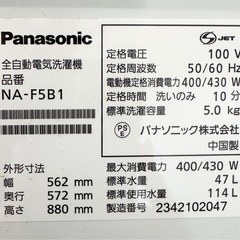 Panasonic
全自動電気洗濯機
品番
NA-F5B1
外形寸法
幅 562 mm
奥行 572 mm
高さ 880 mm
JET
定格電圧 100 V
定格周波数 50/60 Hz
電動機定格消費電力 400/430 W
定格時間 洗いのみ 10 分
標準洗濯容量 5.0 kg
PS
E
パナソニック株式会
中国製
最大消費電力 400/430 W
標準水量 47 L
標準使用水量 114 L
製造番号 2342102047